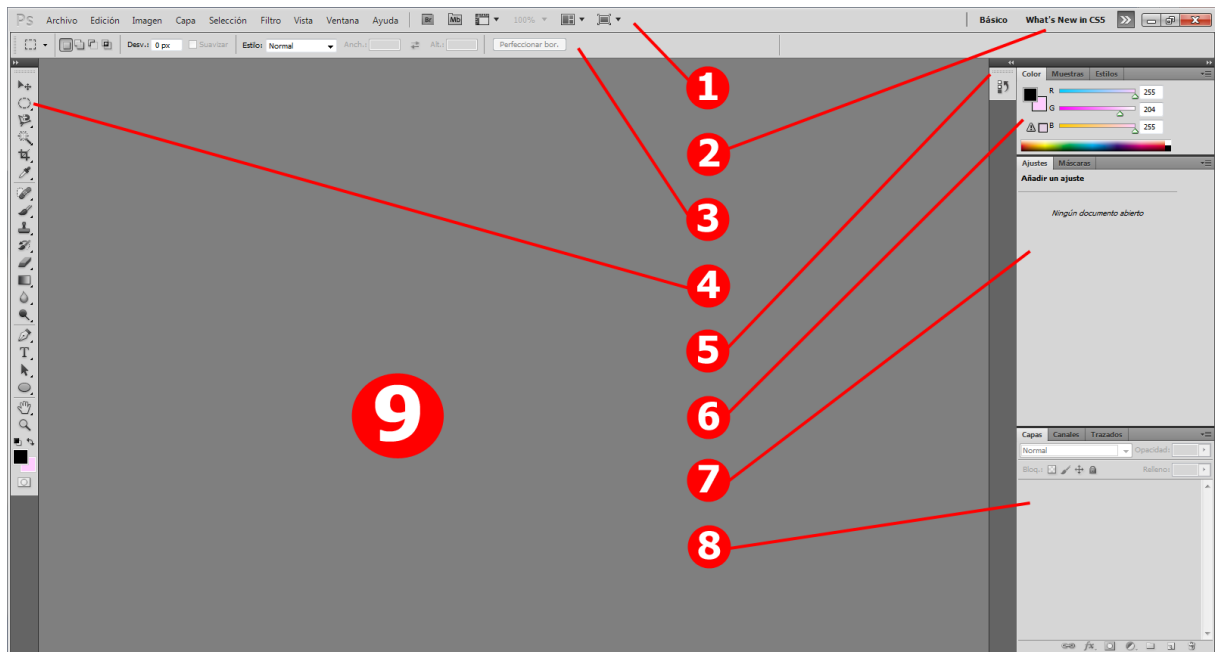 Ps Archivo Edición Imagen Capa Selección Filtro Vista Ventana Ayuda Br Mb 100% Básico What's New in CS5
Desv.: 0 px Suavizar Estilo: Normal Anch.: Alt.: Perfeccionar bor.
Color Muestras Estilos
R 255
G 204
B 255
Ajustes Máscaras
Añadir un ajuste
Ningún documento abierto
1
2
3
4
5
6
7
8
9
T
Capas Canales Trazados
Normal Opacidad:
Bloq.: Relleno:
fx